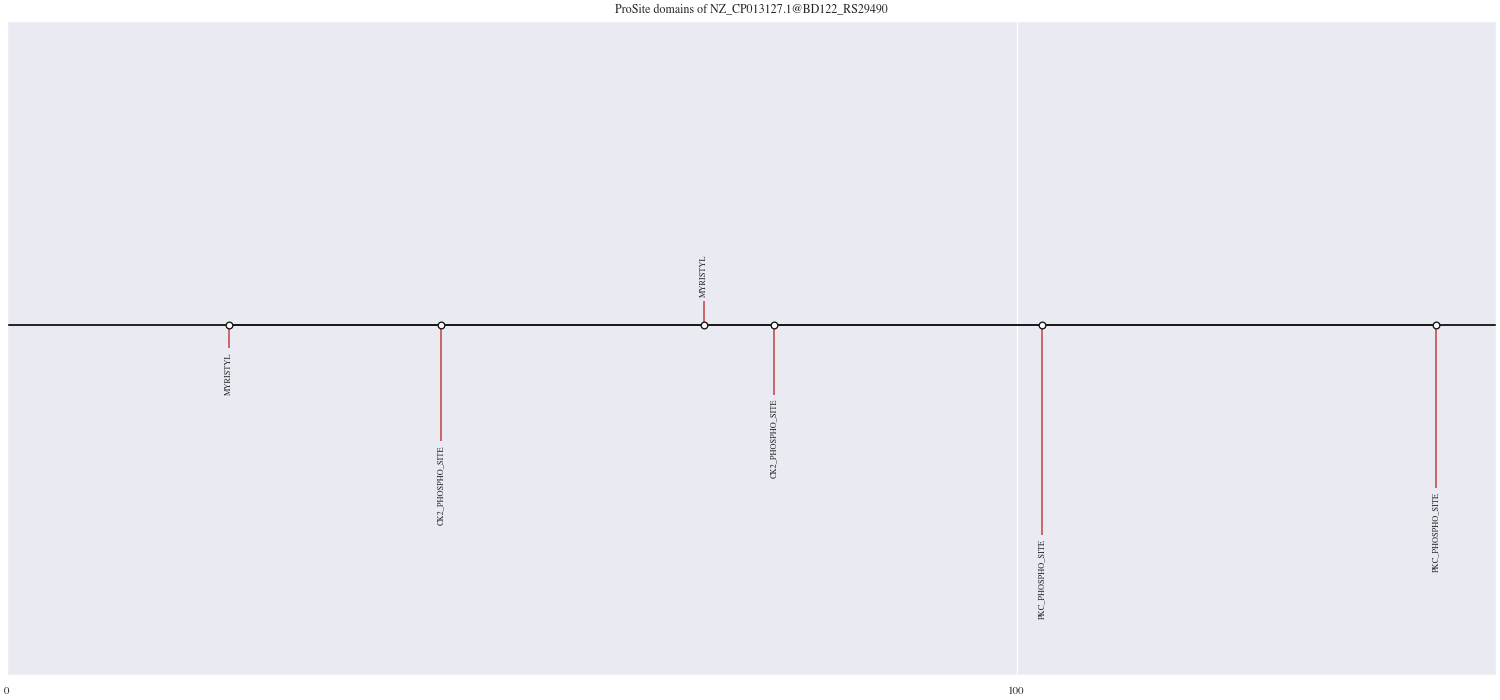 ProSite domains of NZ_CP013127.1@BD122_RS29490
MYRISTYL
CK2_PHOSPHO_SITE
MYRISTYL
CK2_PHOSPHO_SITE
PKC_PHOSPHO_SITE
PKC_PHOSPHO_SITE
0
100